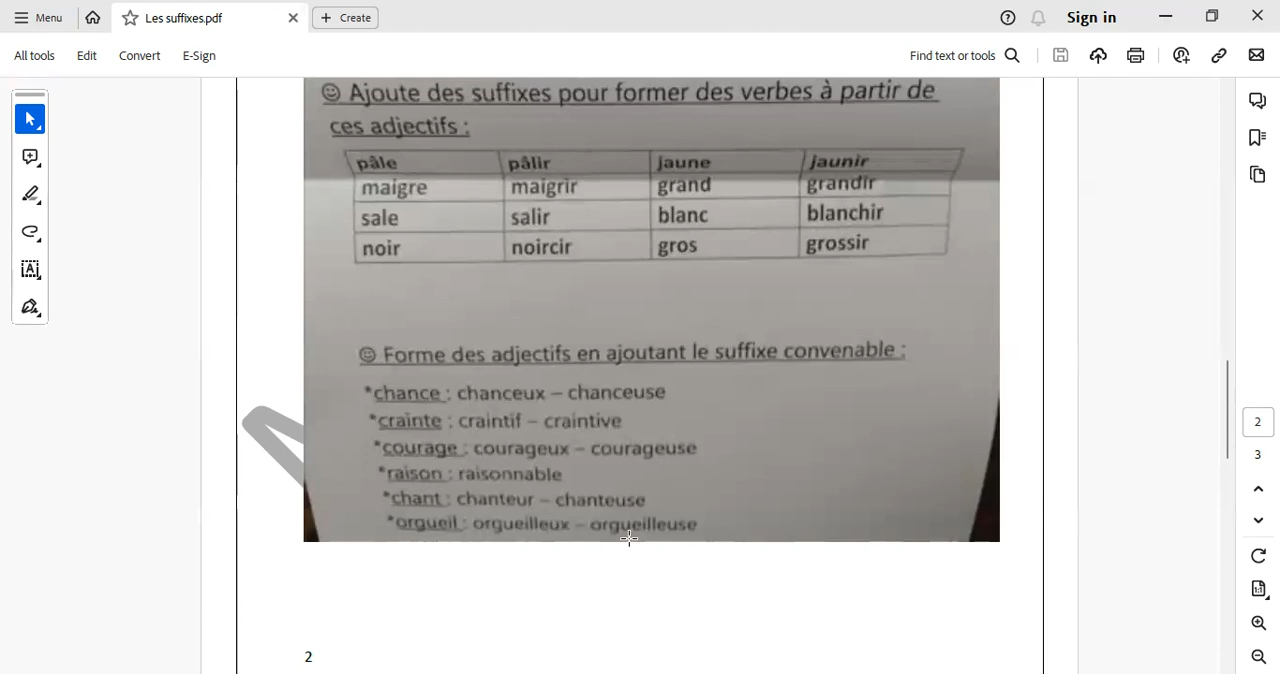 Menu
Les suffixes.pdf
Create
Sign in
All tools Edit Convert E-Sign Find text or tools
☺ Ajoute des suffixes pour former des verbes à partir de
ces adjectifs :
pâle pâlir jaune jaunir
maigre maigrir grand grandir
sale salir blanc blanchir
noir noircir gros grossir
☺ Forme des adjectifs en ajoutant le suffixe convenable :
*chance : chanceux – chanceuse
*crainte : craintif – craintive
*courage : courageux – courageuse
*raison : raisonnable
*chant : chanteur – chanteuse
*orgueil : orgueilleux – orgueilleuse
2
2
3
1:1